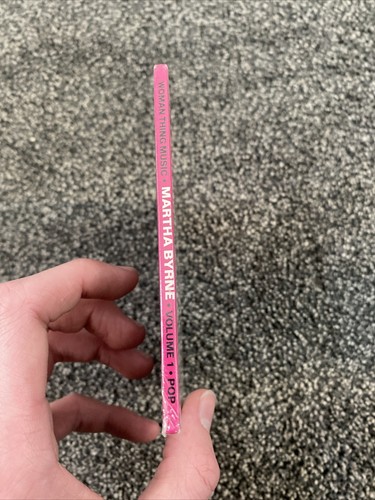 WOMAN THING MUSIC · MARTHA BYRNE · VOLUME 1 • POP